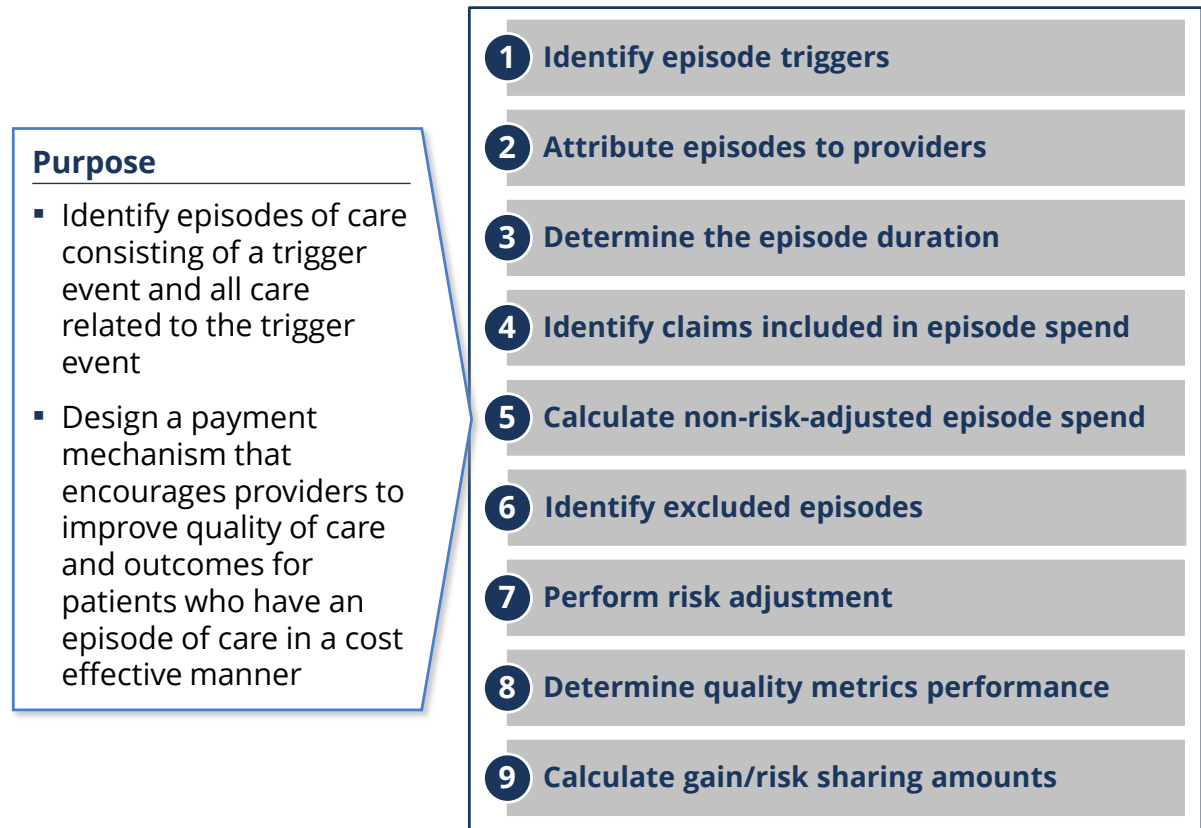 Purpose
▪ Identify episodes of care
consisting of a trigger
event and all care
related to the trigger
event
▪ Design a payment
mechanism that
encourages providers to
improve quality of care
and outcomes for
patients who have an
episode of care in a cost
effective manner
1 Identify episode triggers
2 Attribute episodes to providers
3 Determine the episode duration
4 Identify claims included in episode spend
5 Calculate non-risk-adjusted episode spend
6 Identify excluded episodes
7 Perform risk adjustment
8 Determine quality metrics performance
9 Calculate gain/risk sharing amounts